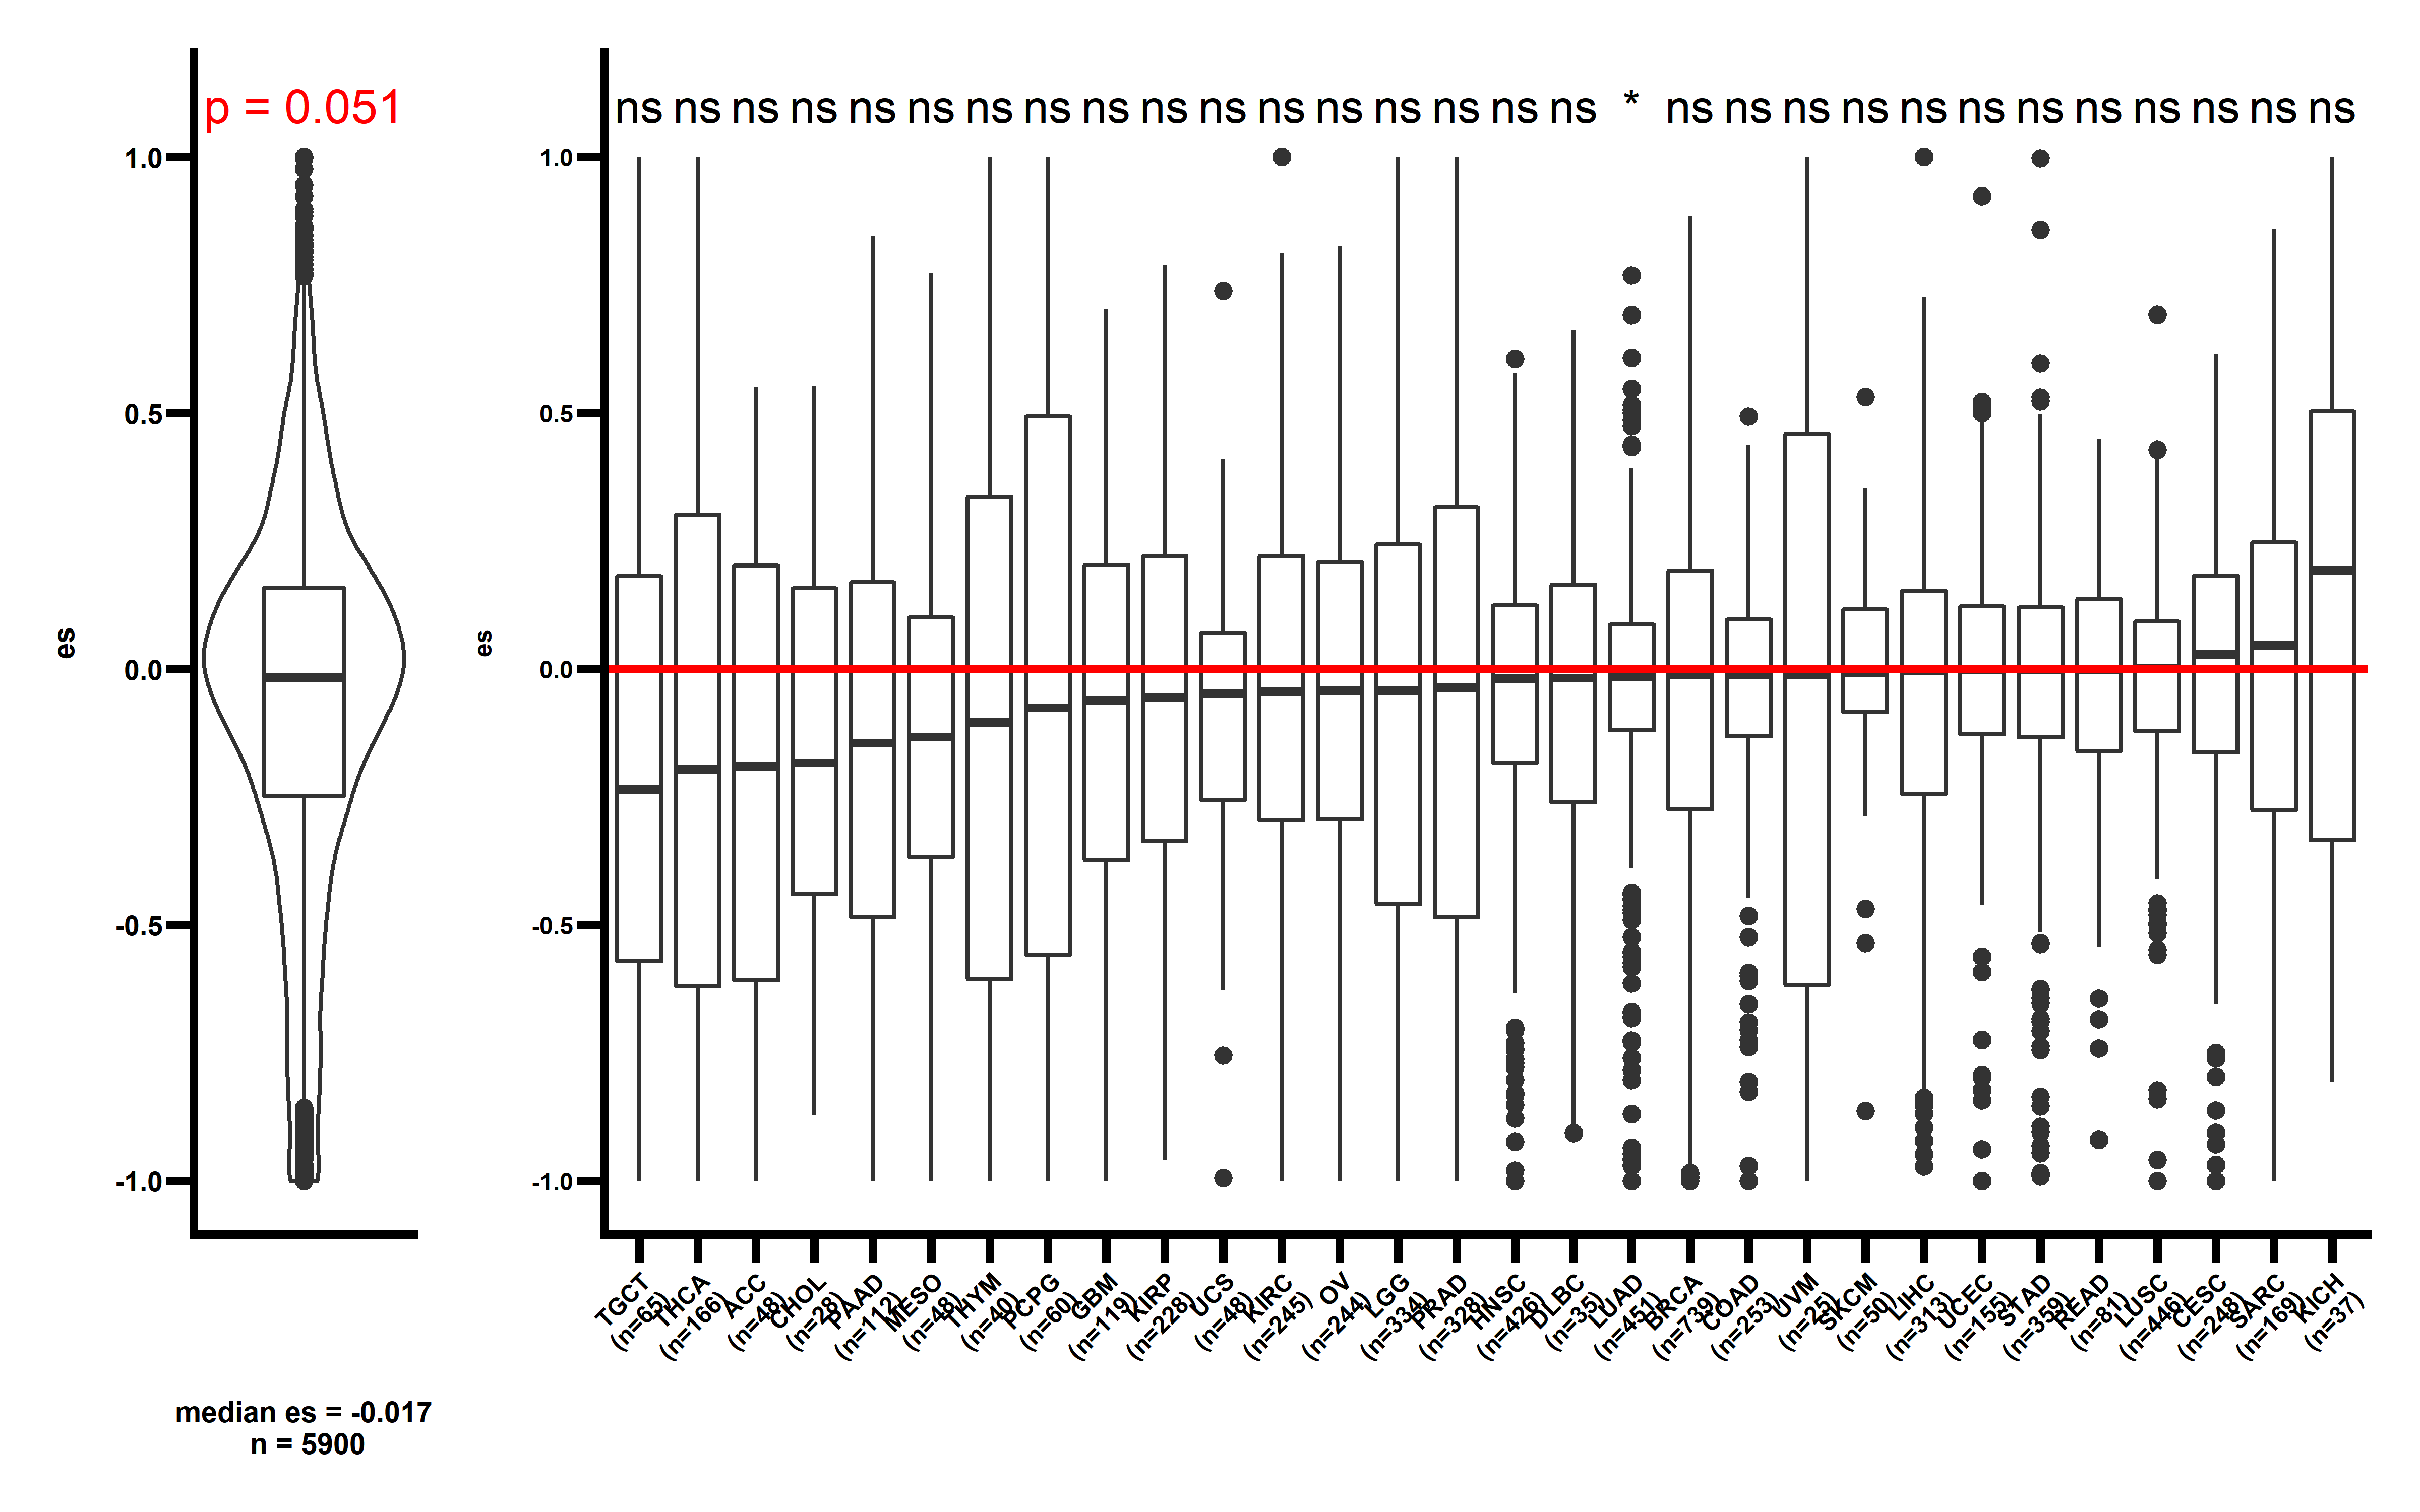 p = 0.051
1.0
0.5
0.0
-0.5
-1.0
es
median es = -0.017
n = 5900
ns ns ns ns ns ns ns ns ns ns ns ns ns ns ns ns ns * ns ns ns ns ns ns ns ns ns ns ns ns
1.0
0.5
0.0
-0.5
-1.0
es
TGCT
(n=65)
THCA
(n=166)
ACC
(n=48)
CHOL
(n=28)
PAAD
(n=112)
MESO
(n=48)
THYM
(n=40)
PCPG
(n=60)
GBM
(n=119)
KIRP
(n=228)
UCS
(n=48)
KIRC
(n=245)
OV
(n=244)
LGG
(n=334)
PRAD
(n=328)
HNSC
(n=426)
DLBC
(n=35)
LUAD
(n=451)
BRCA
(n=739)
COAD
(n=253)
UVM
(n=25)
SKCM
(n=50)
LIHC
(n=313)
UCEC
(n=155)
STAD
(n=359)
READ
(n=81)
LUSC
(n=446)
CESC
(n=248)
SARC
(n=169)
KICH
(n=37)